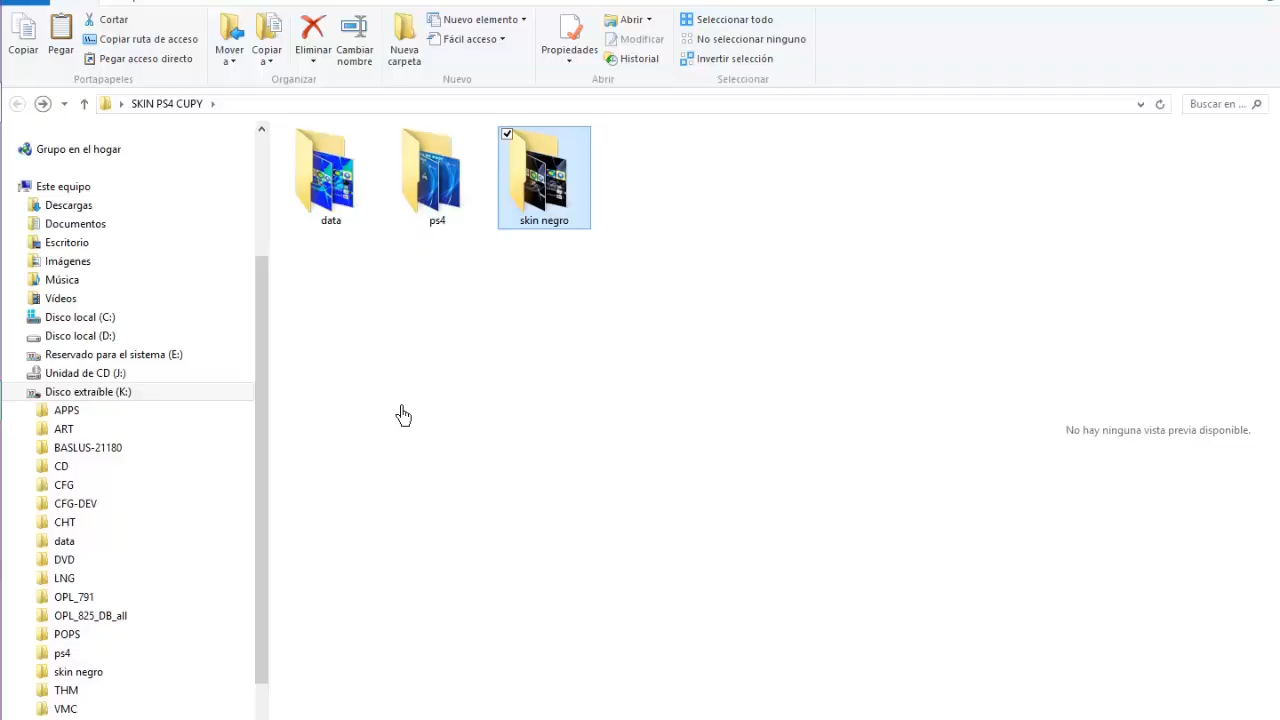 Copiar
Pegar
Cortar
Copiar ruta de acceso
Pegar acceso directo
Portapapeles
Mover a
Copiar a
Eliminar
Cambiar nombre
Organizar
Nueva carpeta
Nuevo elemento
Fácil acceso
Nuevo
Propiedades
Abrir
Modificar
Historial
Abrir
Seleccionar todo
No seleccionar ninguno
Invertir selección
Seleccionar
SKIN PS4 CUPY
Buscar en ...
Grupo en el hogar
Este equipo
Descargas
Documentos
Escritorio
Imágenes
Música
Vídeos
Disco local (C:)
Disco local (D:)
Reservado para el sistema (E:)
Unidad de CD (J:)
Disco extraíble (K:)
APPS
ART
BASLUS-21180
CD
CFG
CFG-DEV
CHT
data
DVD
LNG
OPL_791
OPL_825_DB_all
POPS
ps4
skin negro
THM
VMC
data
ps4
skin negro
No hay ninguna vista previa disponible.